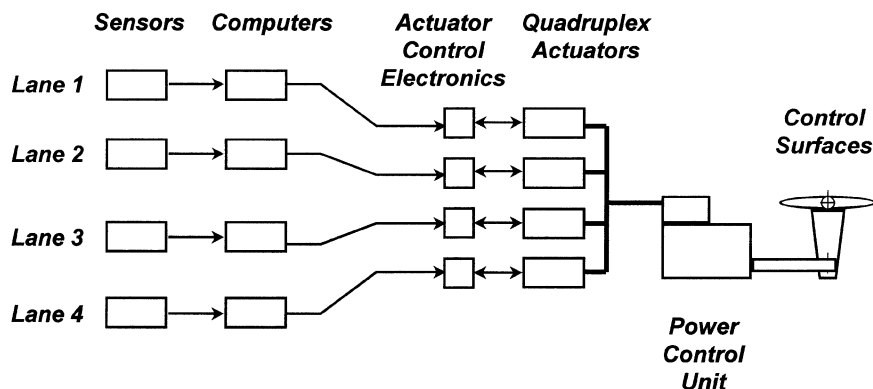 Sensors Computers Actuator Control Electronics Quadruplex Actuators
Lane 1
Control Surfaces
Lane 2
Lane 3
Lane 4
Power
Control
Unit